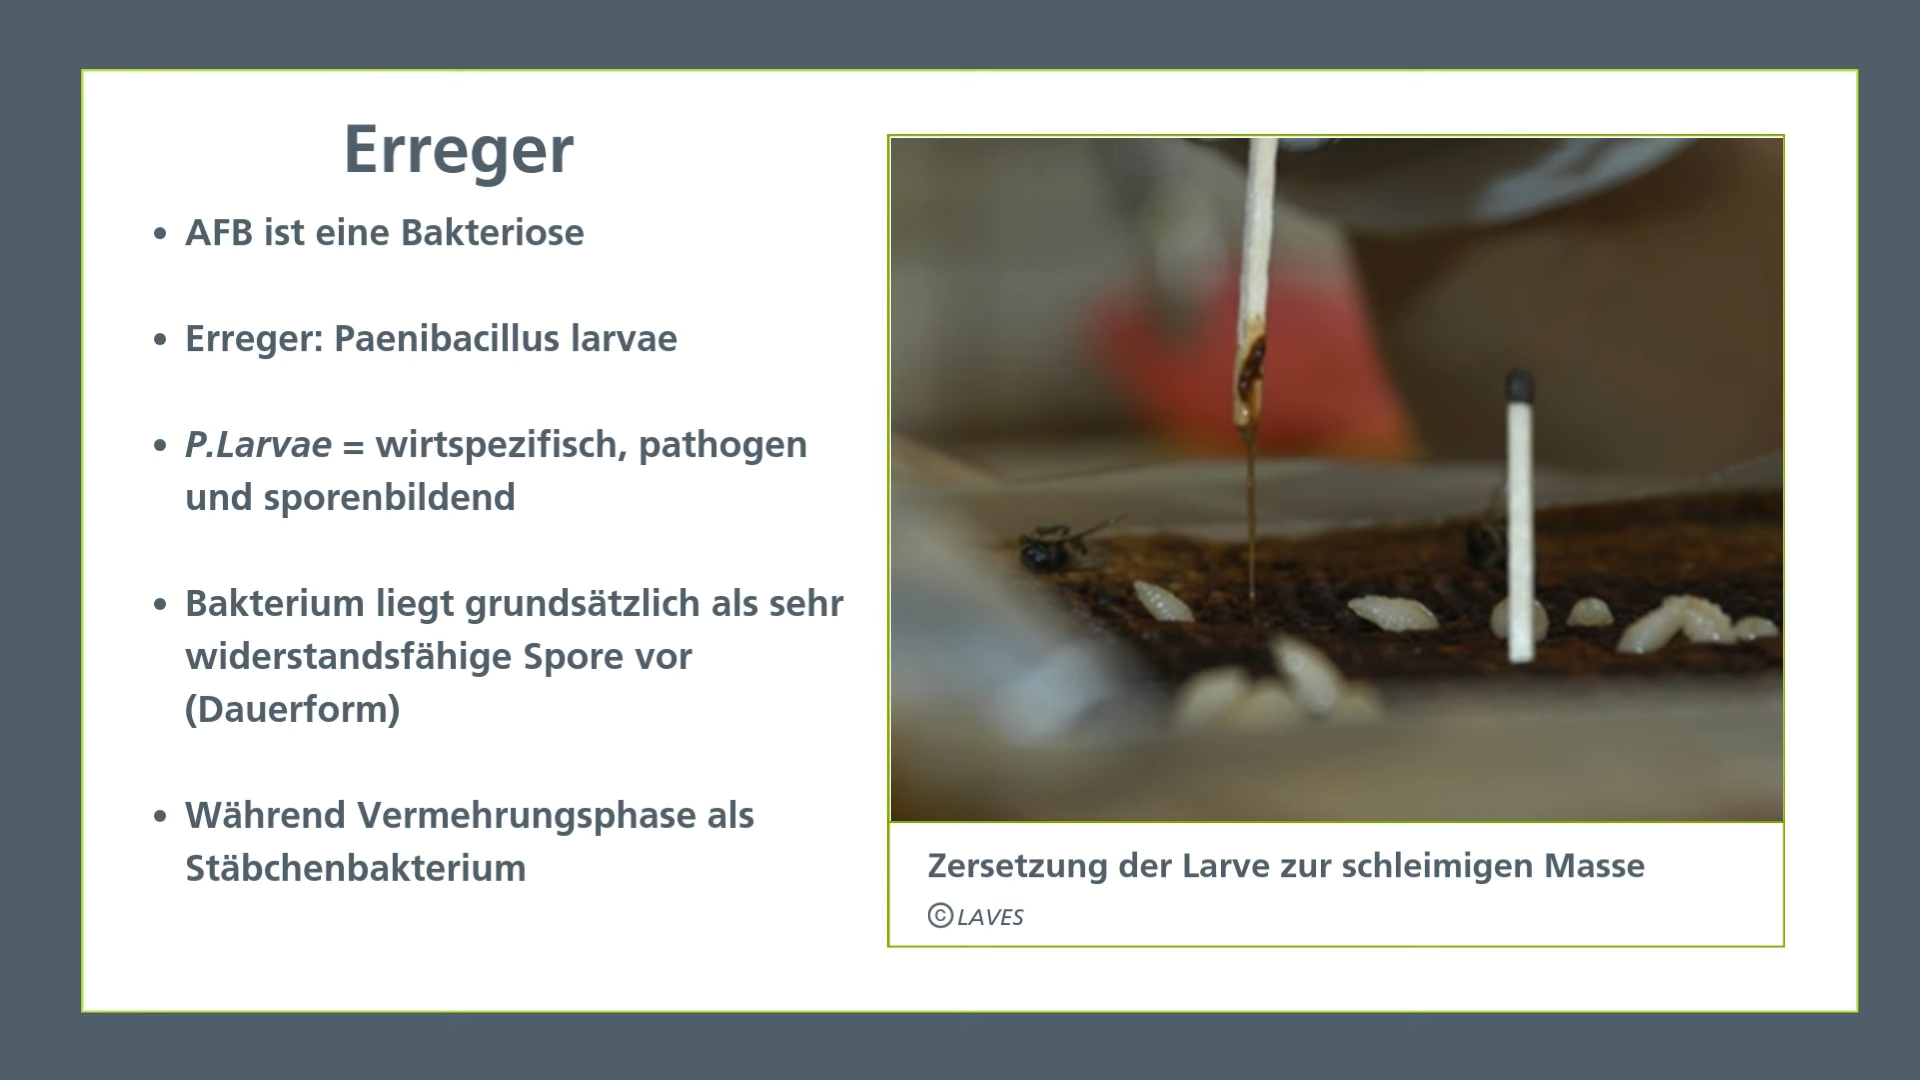 Erreger
• AFB ist eine Bakteriose
• Erreger: Paenibacillus larvae
• P.Larvae = wirtspezifisch, pathogen
und sporenbildend
• Bakterium liegt grundsätzlich als sehr
widerstandsfähige Spore vor
(Dauerform)
• Während Vermehrungsphase als
Stäbchenbakterium
Zersetzung der Larve zur schleimigen Masse
© LAVES